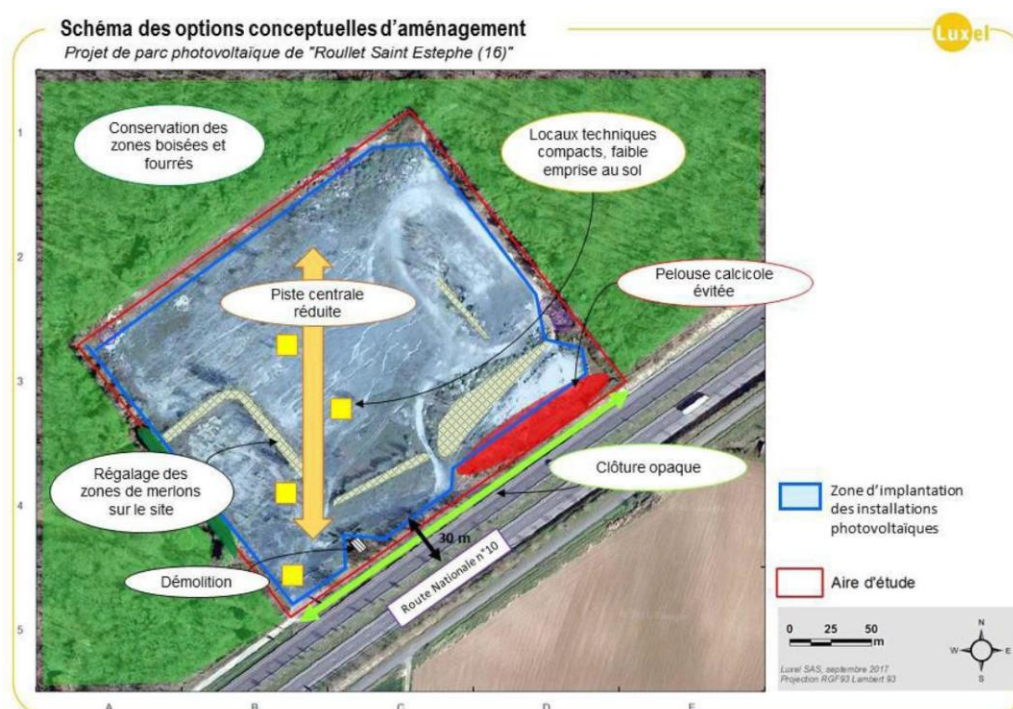 Schéma des options conceptuelles d'aménagement
Luxel
Projet de parc photovoltaïque de "Roullet Saint Estephe (16)"
1
Conservation des
zones boisées et
fourrés
Locaux techniques
compacts, faible
emprise au sol
2
Pelouse calcicole
évitée
Piste centrale
réduite
3
Régalage des
zones de merlons
sur le site
Clôture opaque
4
Zone d'implantation
des installations
photovoltaïques
30 m
Démolition
Route Nationale n°10
Aire d'étude
5
0 25 50
m
N
W E
S
Luxel SAS, septembre 2017
Projection RGF93 Lambert 93
A B C D E